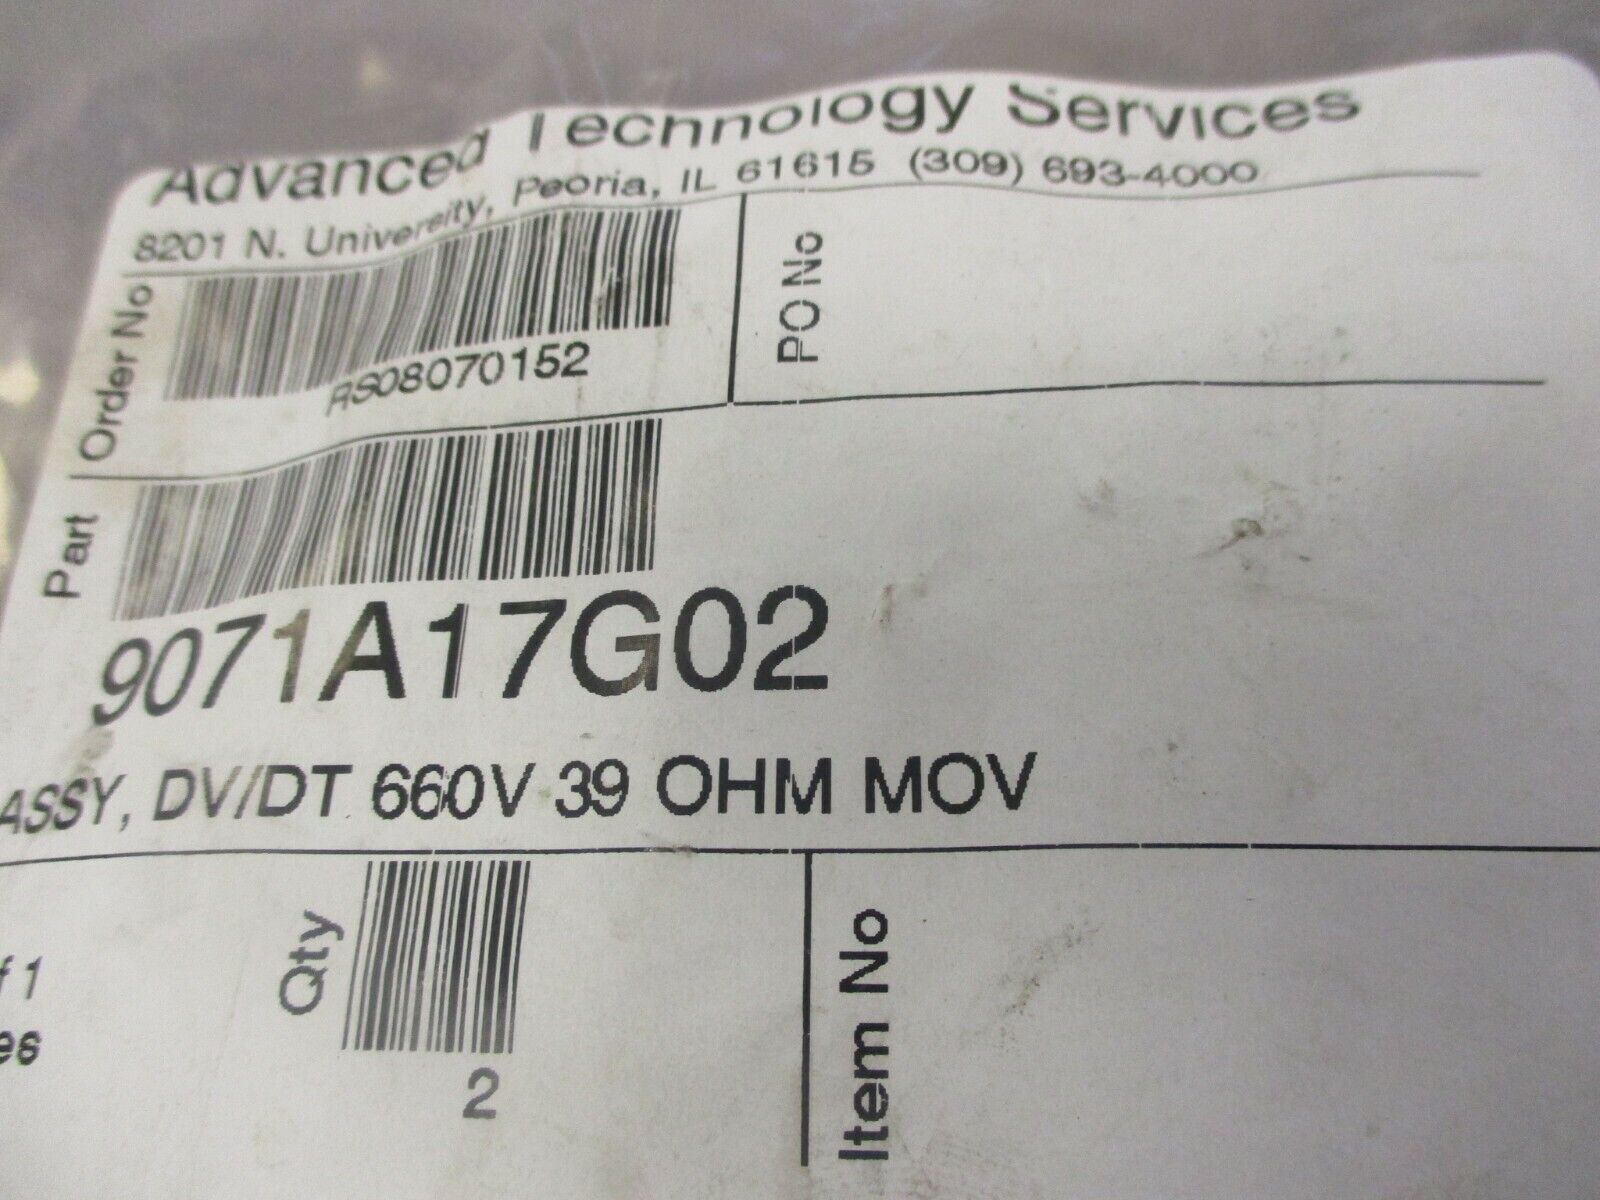 Advanced Technology Services
8201 N. University, Peoria, IL 61615 (309) 693-4000
Order No
RS08070152
PO No
Part
9071A17G02
ASSY, DV/DT 660V 39 OHM MOV
f 1
es
Qty
2
Item No